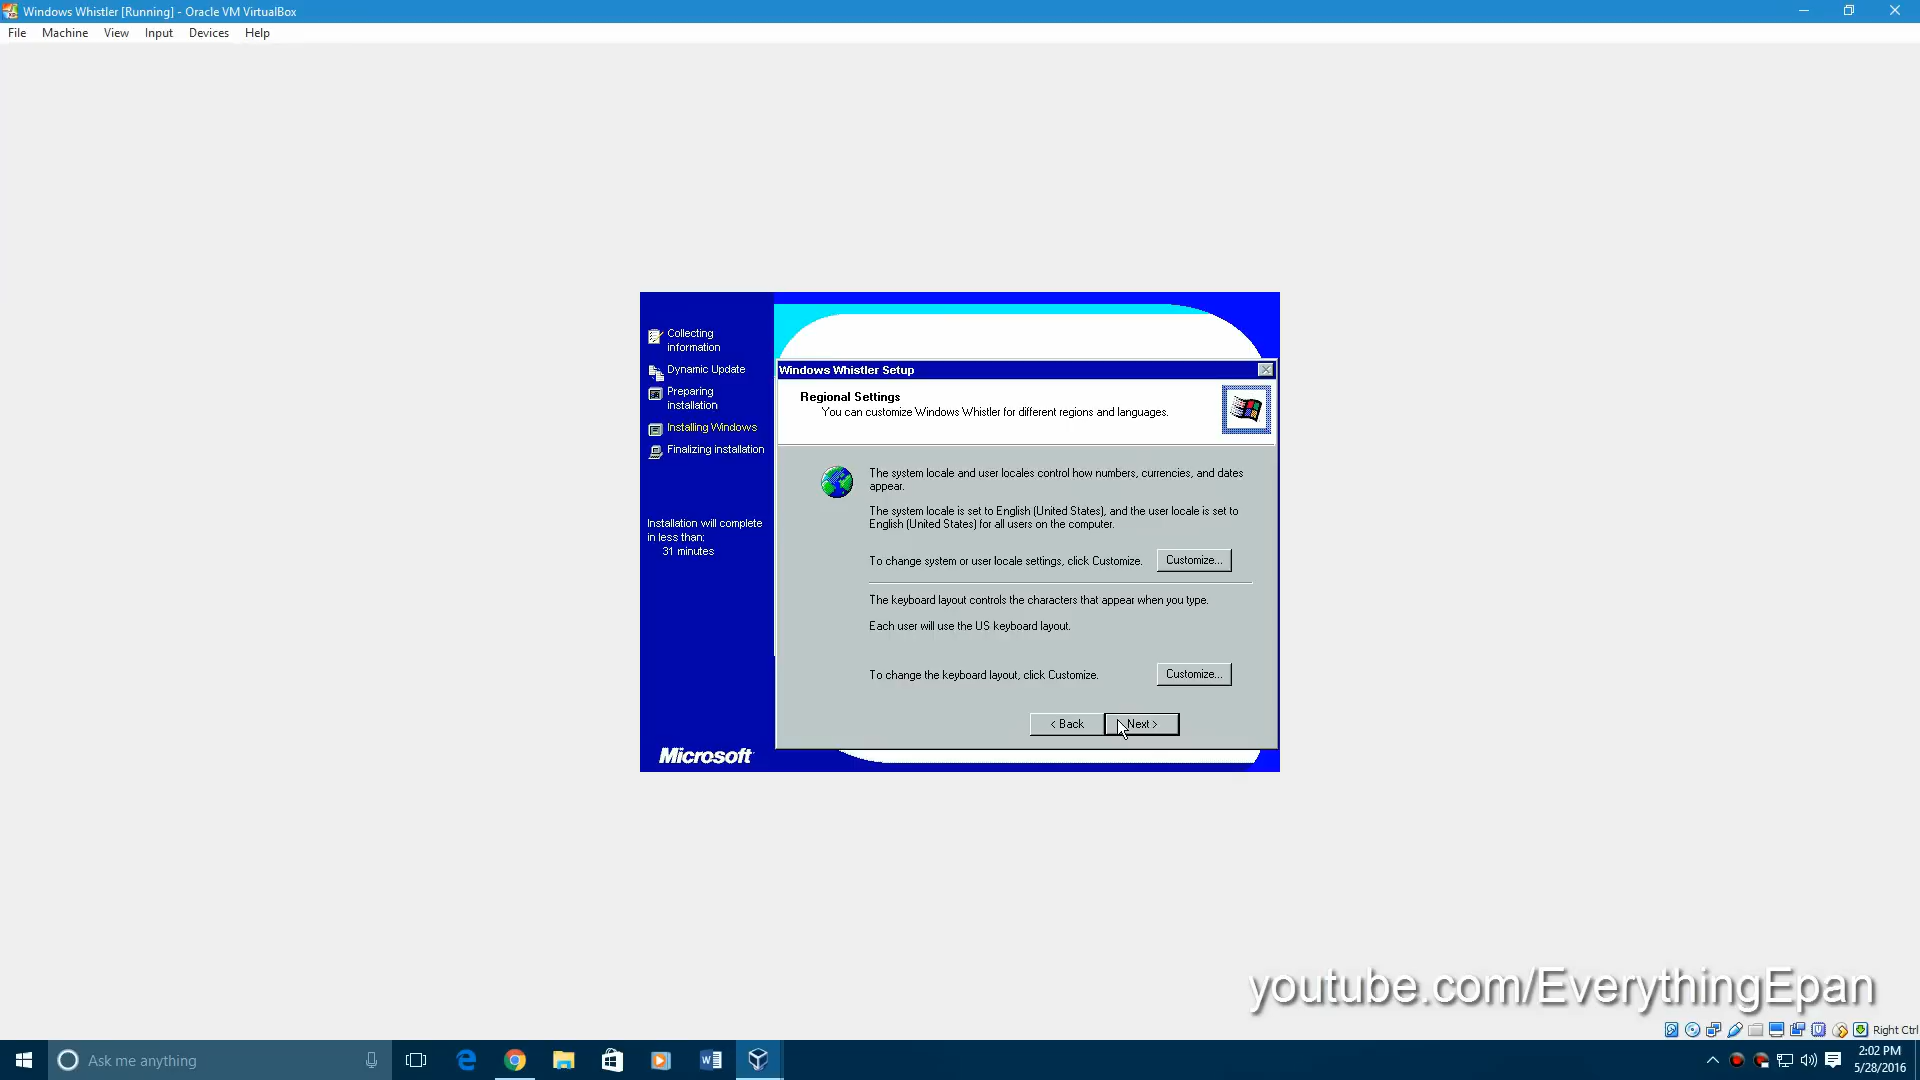 Windows Whistler [Running] - Oracle VM VirtualBox
File Machine View Input Devices Help
Collecting
information
Dynamic Update
Preparing
installation
Installing Windows
Finalizing installation
Installation will complete
in less than:
31 minutes
Microsoft
Windows Whistler Setup
Regional Settings
You can customize Windows Whistler for different regions and languages.
The system locale and user locales control how numbers, currencies, and dates
appear.
The system locale is set to English (United States), and the user locale is set to
English (United States) for all users on the computer.
To change system or user locale settings, click Customize. Customize...
The keyboard layout controls the characters that appear when you type.
Each user will use the US keyboard layout.
To change the keyboard layout, click Customize. Customize...
< Back Next >
youtube.com/EverythingEpan
Right Ctrl
Ask me anything
2:02 PM
5/28/2016